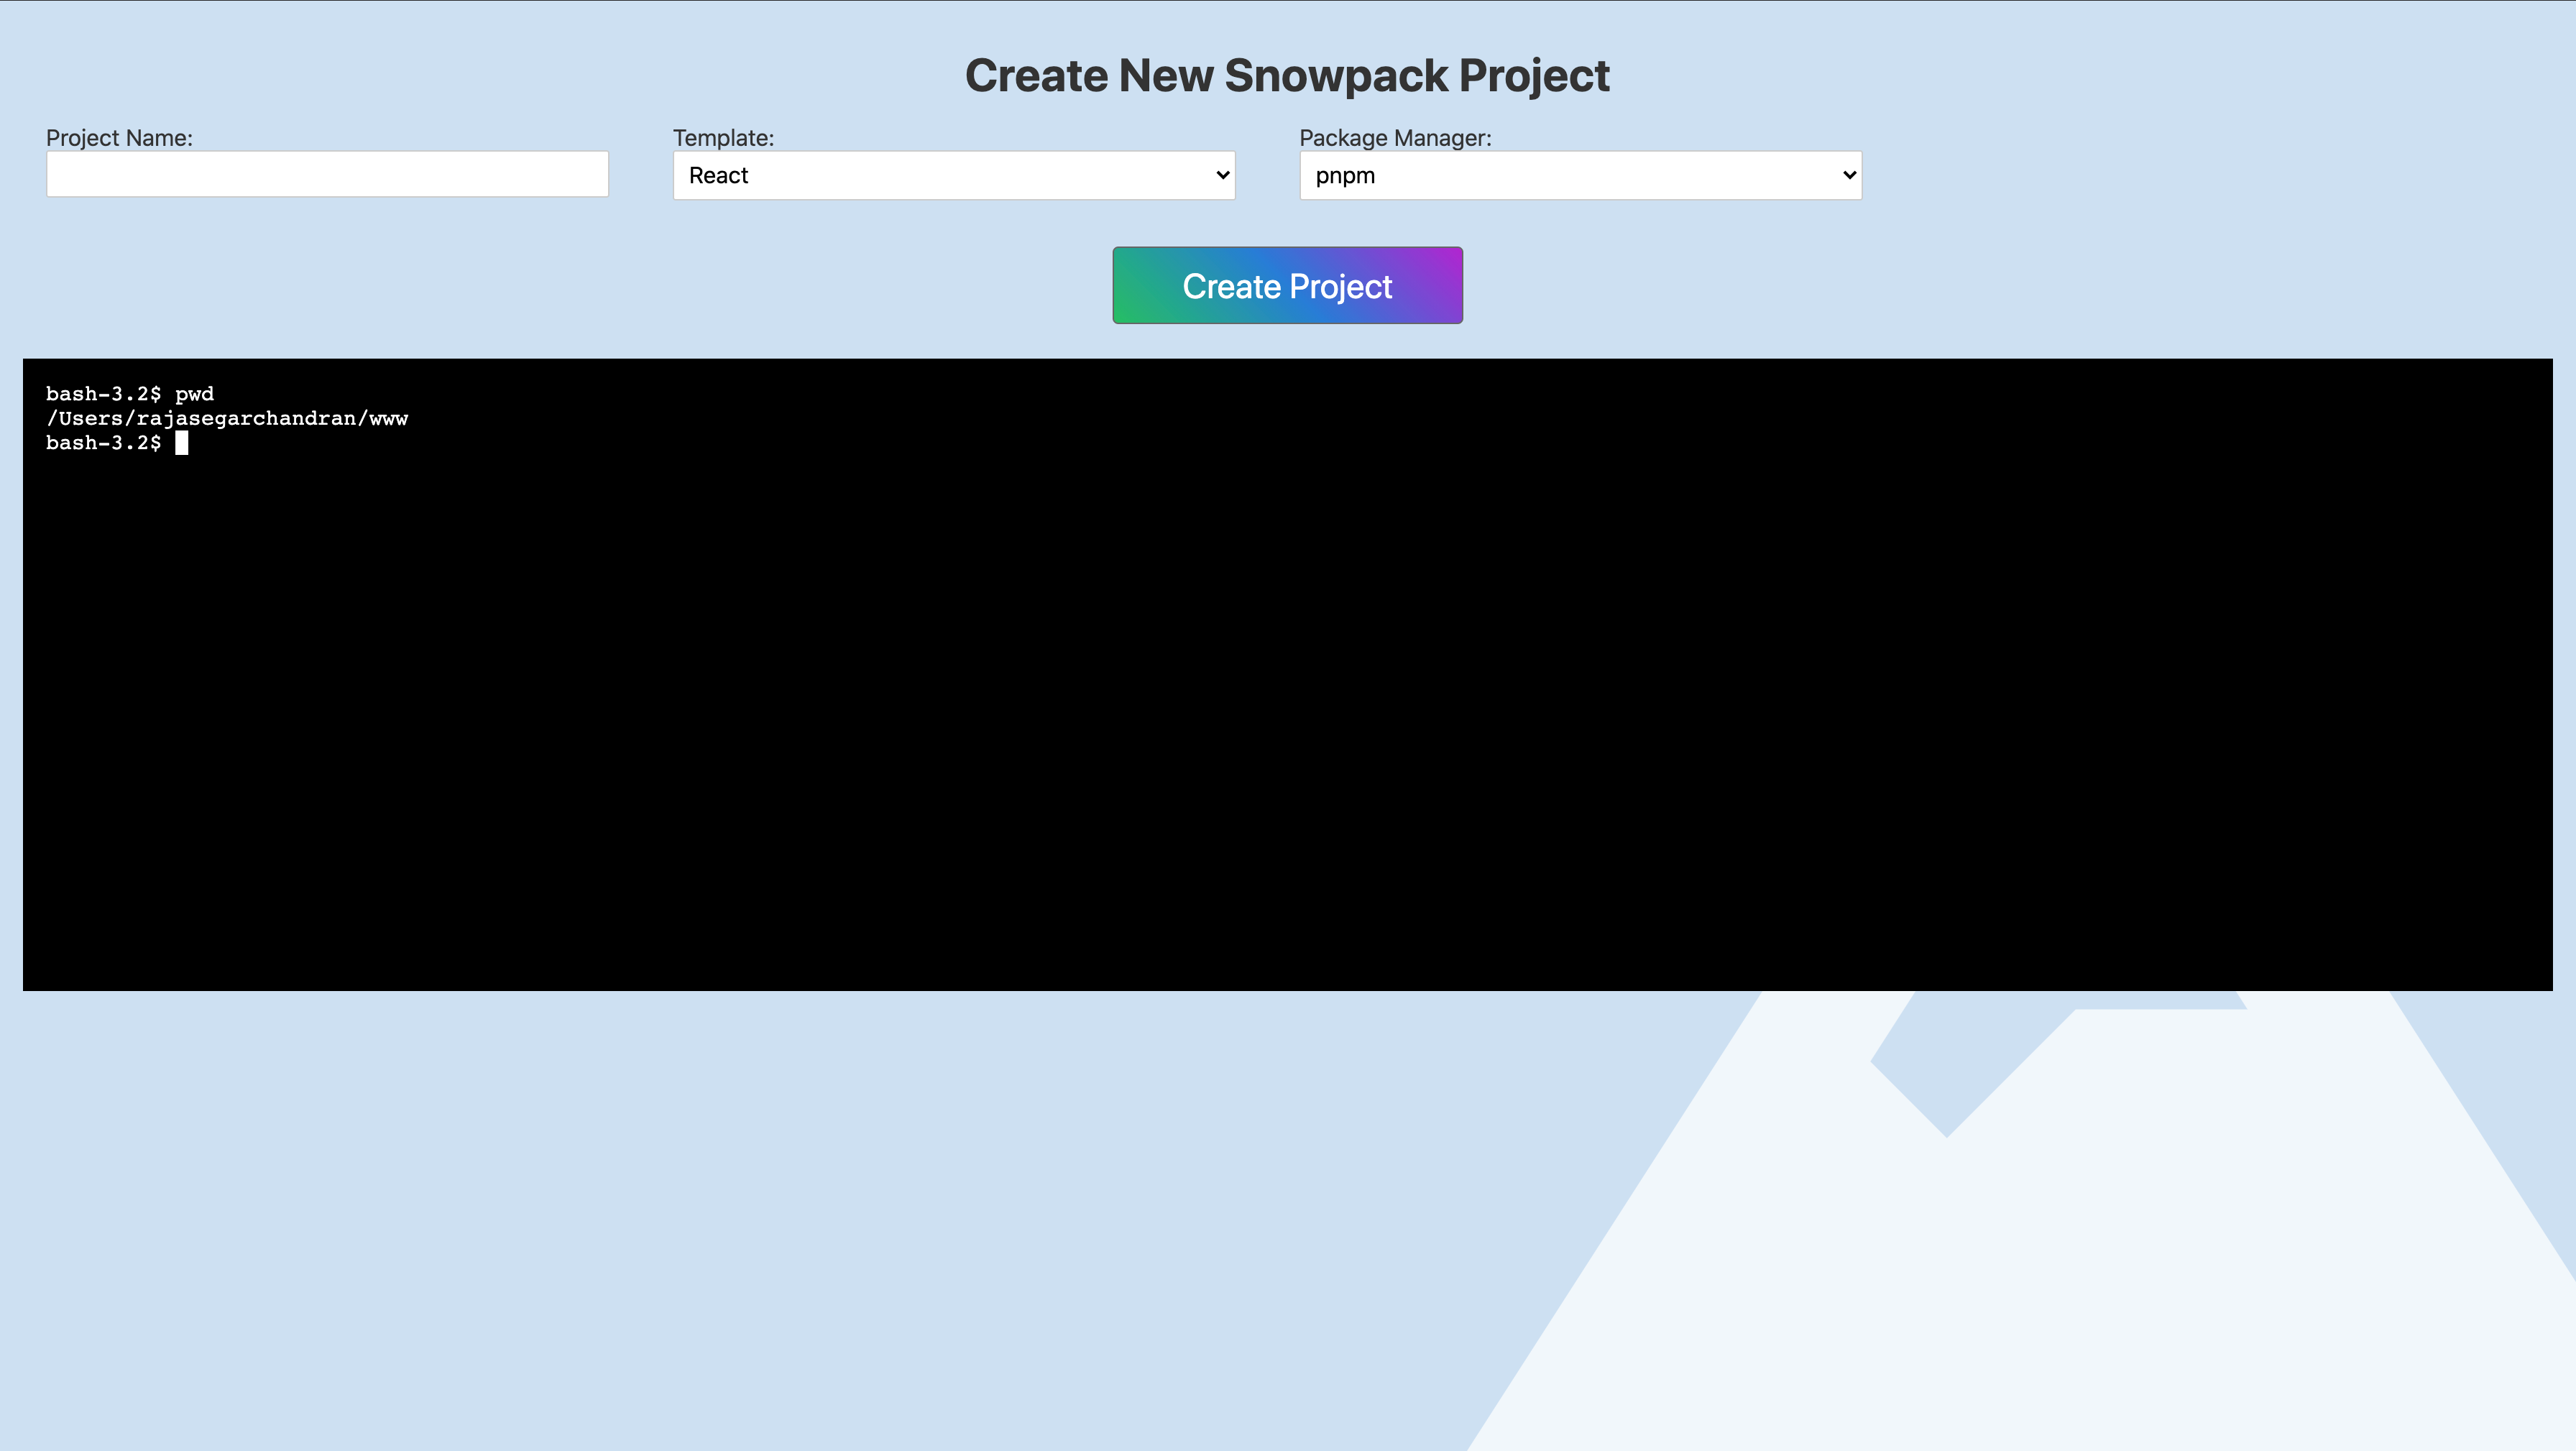 Create New Snowpack Project
Project Name:
Template:
Package Manager:
React
pnpm
Create Project
bash-3.2$ pwd
/Users/rajasegarchandran/www
bash-3.2$